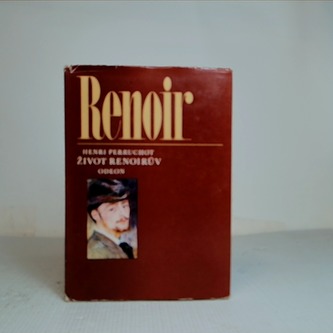 Renoir
HENRI PERRUCHOT
ŽIVOT RENOIRŮV
ODEON